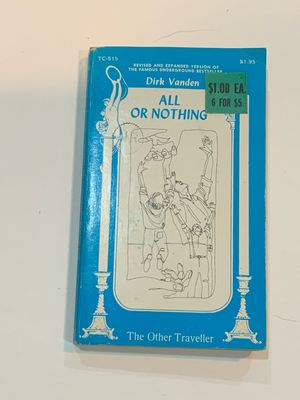 TC-515
REVISED AND EXPANDED VERSION OF
THE FAMOUS UNDERGROUND BESTSELLER
$1.95
Dirk Vanden
ALL
OR NOTHING
$1.00 EA.
6 FOR $5.
The Other Traveller